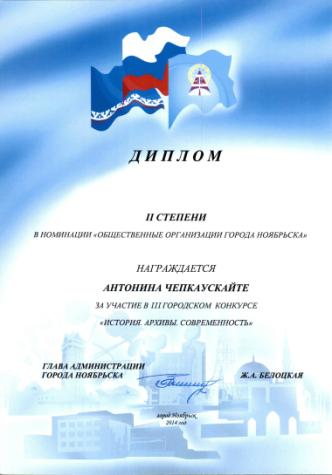 ДИПЛОМ
II СТЕПЕНИ
В НОМИНАЦИИ «ОБЩЕСТВЕННЫЕ ОРГАНИЗАЦИИ ГОРОДА НОЯБРЬСКА»
НАГРАЖДАЕТСЯ
АНТОНИНА ЧЕПКАУСКАЙТЕ
ЗА УЧАСТИЕ В III ГОРОДСКОМ КОНКУРСЕ
«ИСТОРИЯ. АРХИВЫ. СОВРЕМЕННОСТЬ»
ГЛАВА АДМИНИСТРАЦИИ
ГОРОДА НОЯБРЬСКА Ж.А. БЕЛОЦКАЯ
город Ноябрьск
2014 год